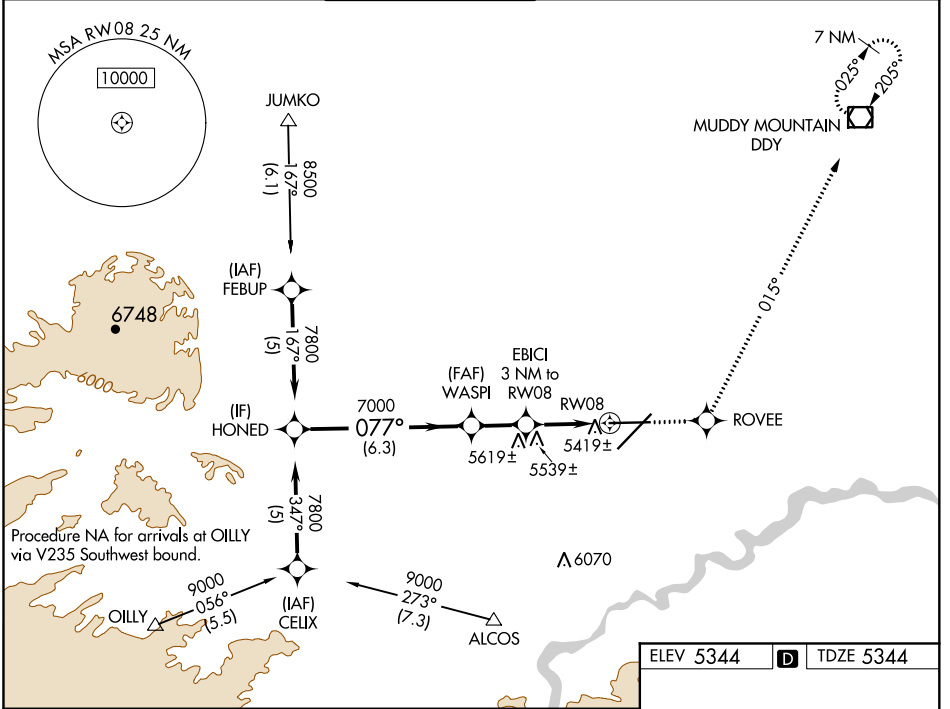 MSA RW08 25 NM
10000
7 NM
025°
205°
MUDDY MOUNTAIN
DDY
JUMKO
8500
167°
(6.1)
(IAF)
FEBUP
6748
6000
7800
167°
(5)
015°
EBICI
3 NM to
RW08
(FAF)
WASPI
(IF)
HONED
7000
077°
(6.3)
RW08
ROVEE
5619±
5539±
5419±
7800
347°
(5)
Procedure NA for arrivals at OILLY
via V235 Southwest bound.
6070
9000
056°
(5.5)
OILLY
(IAF)
CELIX
9000
273°
(7.3)
ALCOS
ELEV 5344 D TDZE 5344